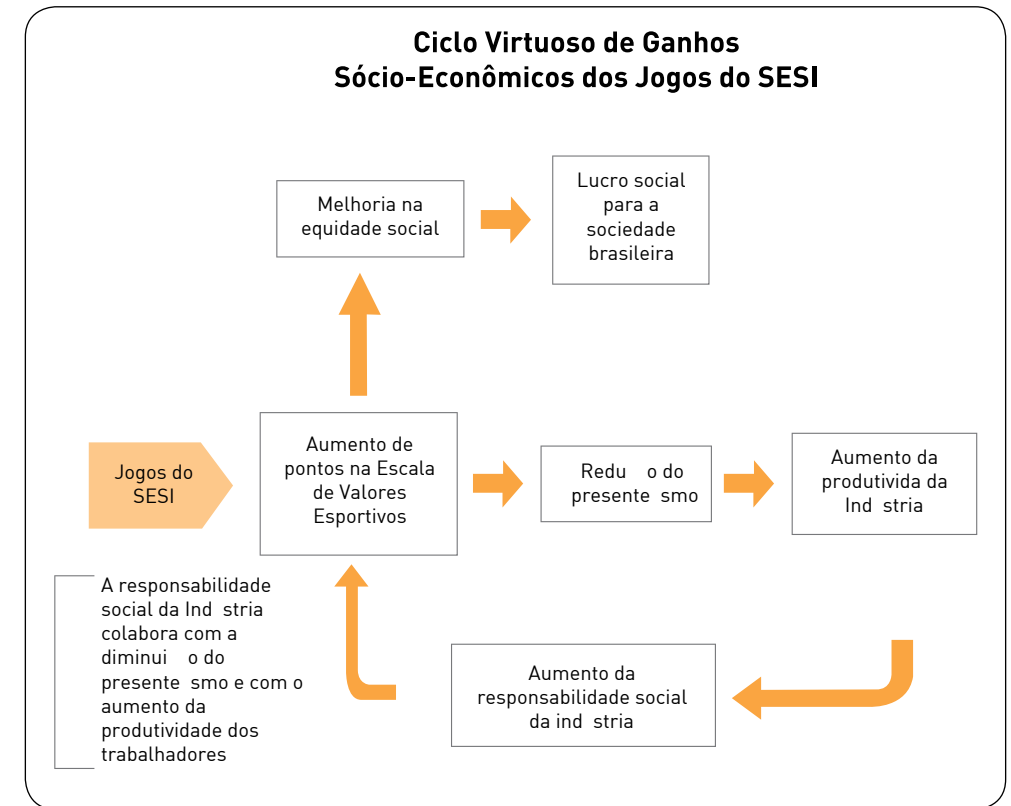 Ciclo Virtuoso de Ganhos
Sócio-Econômicos dos Jogos do SESI
Melhoria na
equidade social
Lucro social
para a
sociedade
brasileira
Jogos do
SESI
Aumento de
pontos na Escala
de Valores
Esportivos
Redu o do
presente smo
Aumento da
produtivida da
Ind stria
A responsabilidade
social da Ind stria
colabora com a
diminui o do
presente smo e com o
aumento da
produtividade dos
trabalhadores
Aumento da
responsabilidade social
da ind stria